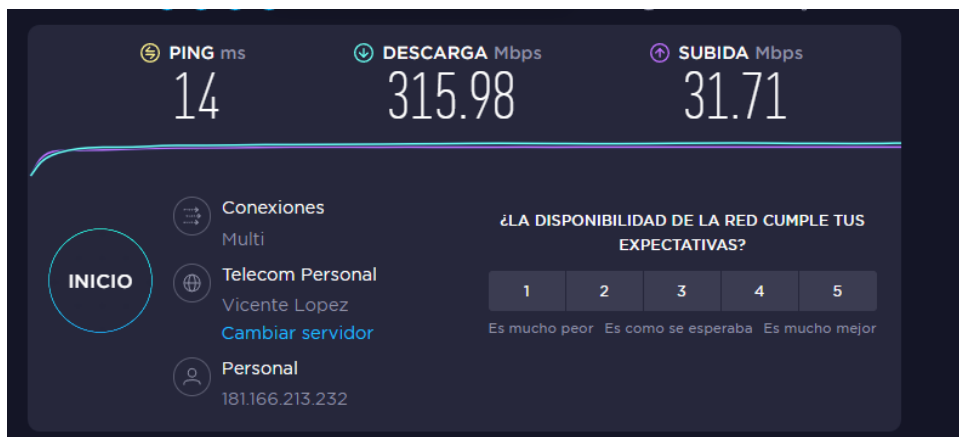 PING ms
14
DESCARGA Mbps
315.98
SUBIDA Mbps
31.71
INICIO
Conexiones
Multi
Telecom Personal
Vicente Lopez
Cambiar servidor
Personal
181.166.213.232
¿LA DISPONIBILIDAD DE LA RED CUMPLE TUS
EXPECTATIVAS?
1 2 3 4 5
Es mucho peor Es como se esperaba Es mucho mejor